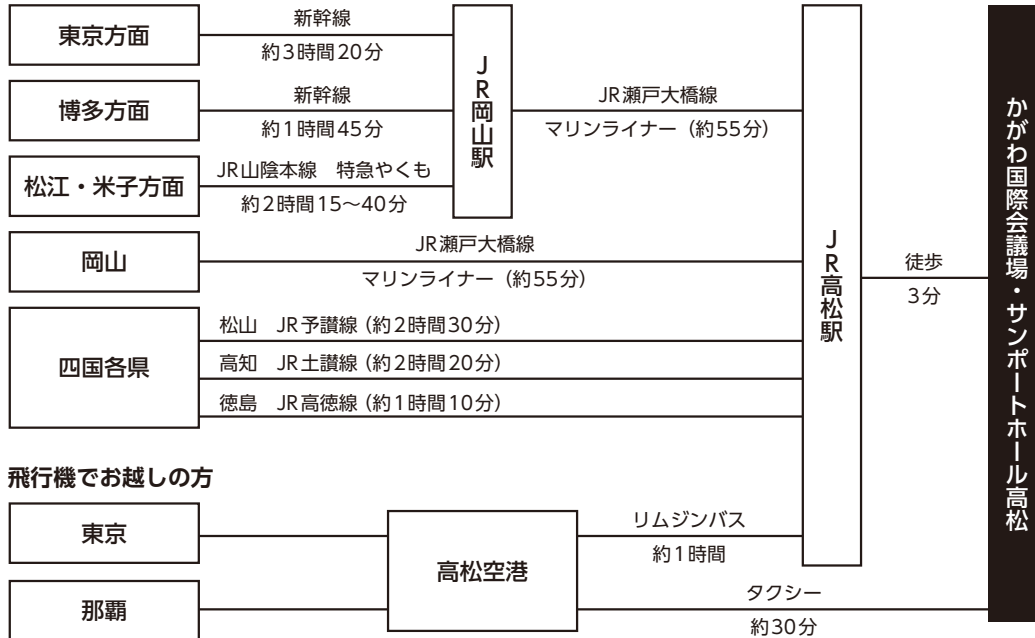 東京方面
新幹線
約3時間20分
博多方面
新幹線
約1時間45分
松江・米子方面
JR山陰本線　特急やくも
約2時間15～40分
JR岡山駅
JR瀬戸大橋線
マリンライナー（約55分）
岡山
JR瀬戸大橋線
マリンライナー（約55分）
四国各県
松山　JR予讃線（約2時間30分）
高知　JR土讃線（約2時間20分）
徳島　JR高徳線（約1時間10分）
JR高松駅
徒歩
3分
かがわ国際会議場・サンポートホール高松
飛行機でお越しの方
東京
那覇
高松空港
リムジンバス
約1時間
タクシー
約30分